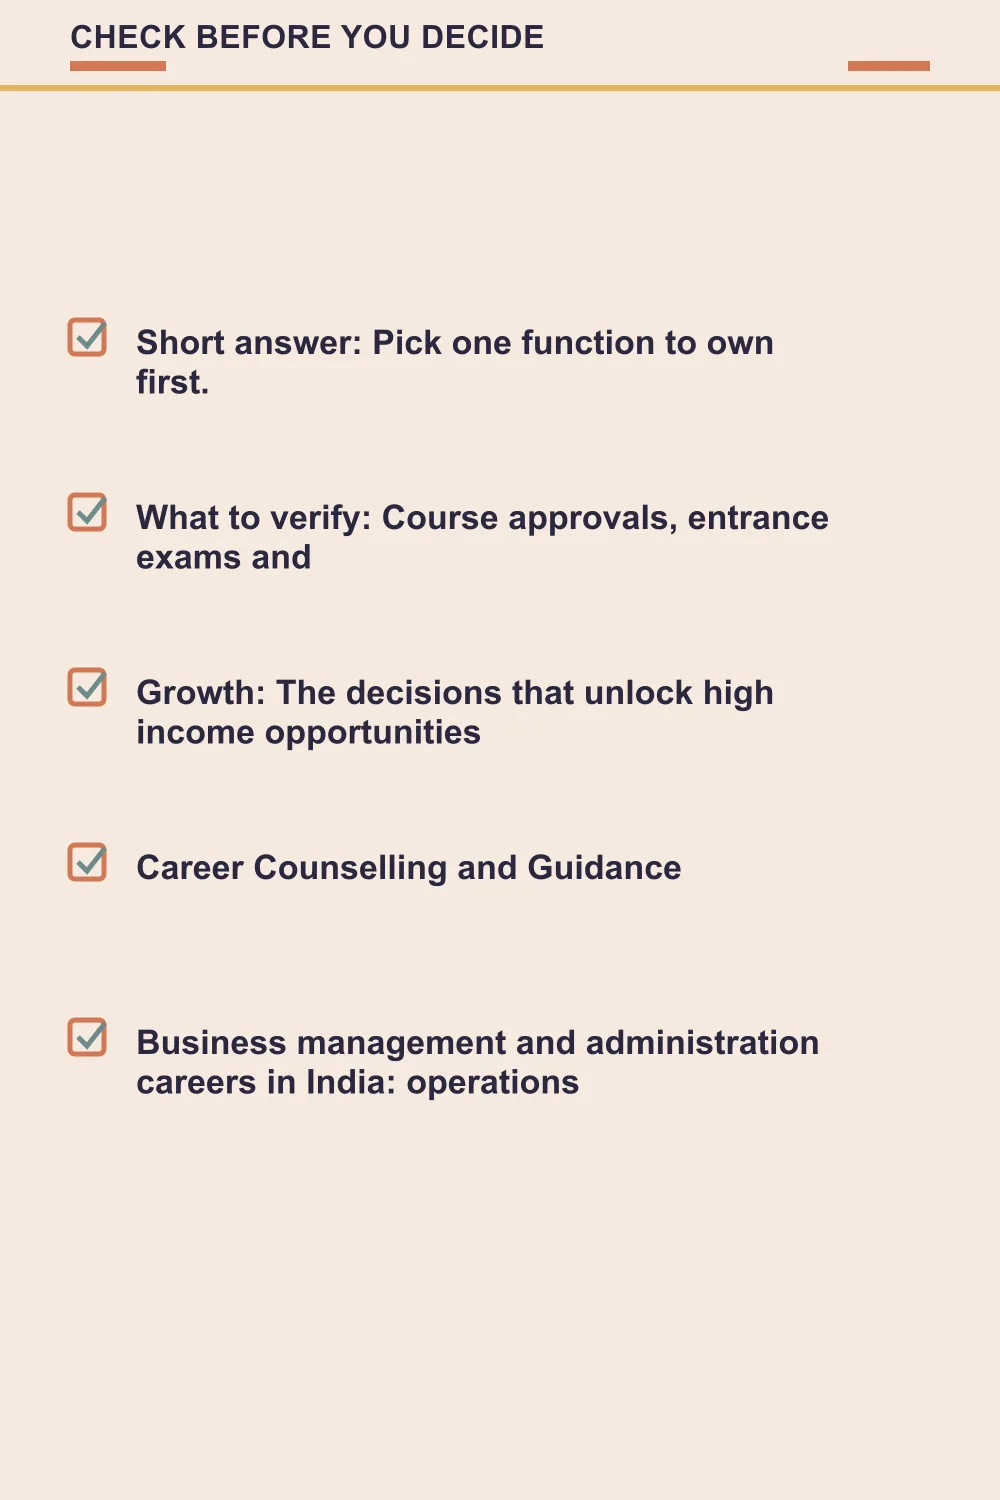 CHECK BEFORE YOU DECIDE
Short answer: Pick one function to own
first.
What to verify: Course approvals, entrance
exams and
Growth: The decisions that unlock high
income opportunities
Career Counselling and Guidance
Business management and administration
careers in India: operations